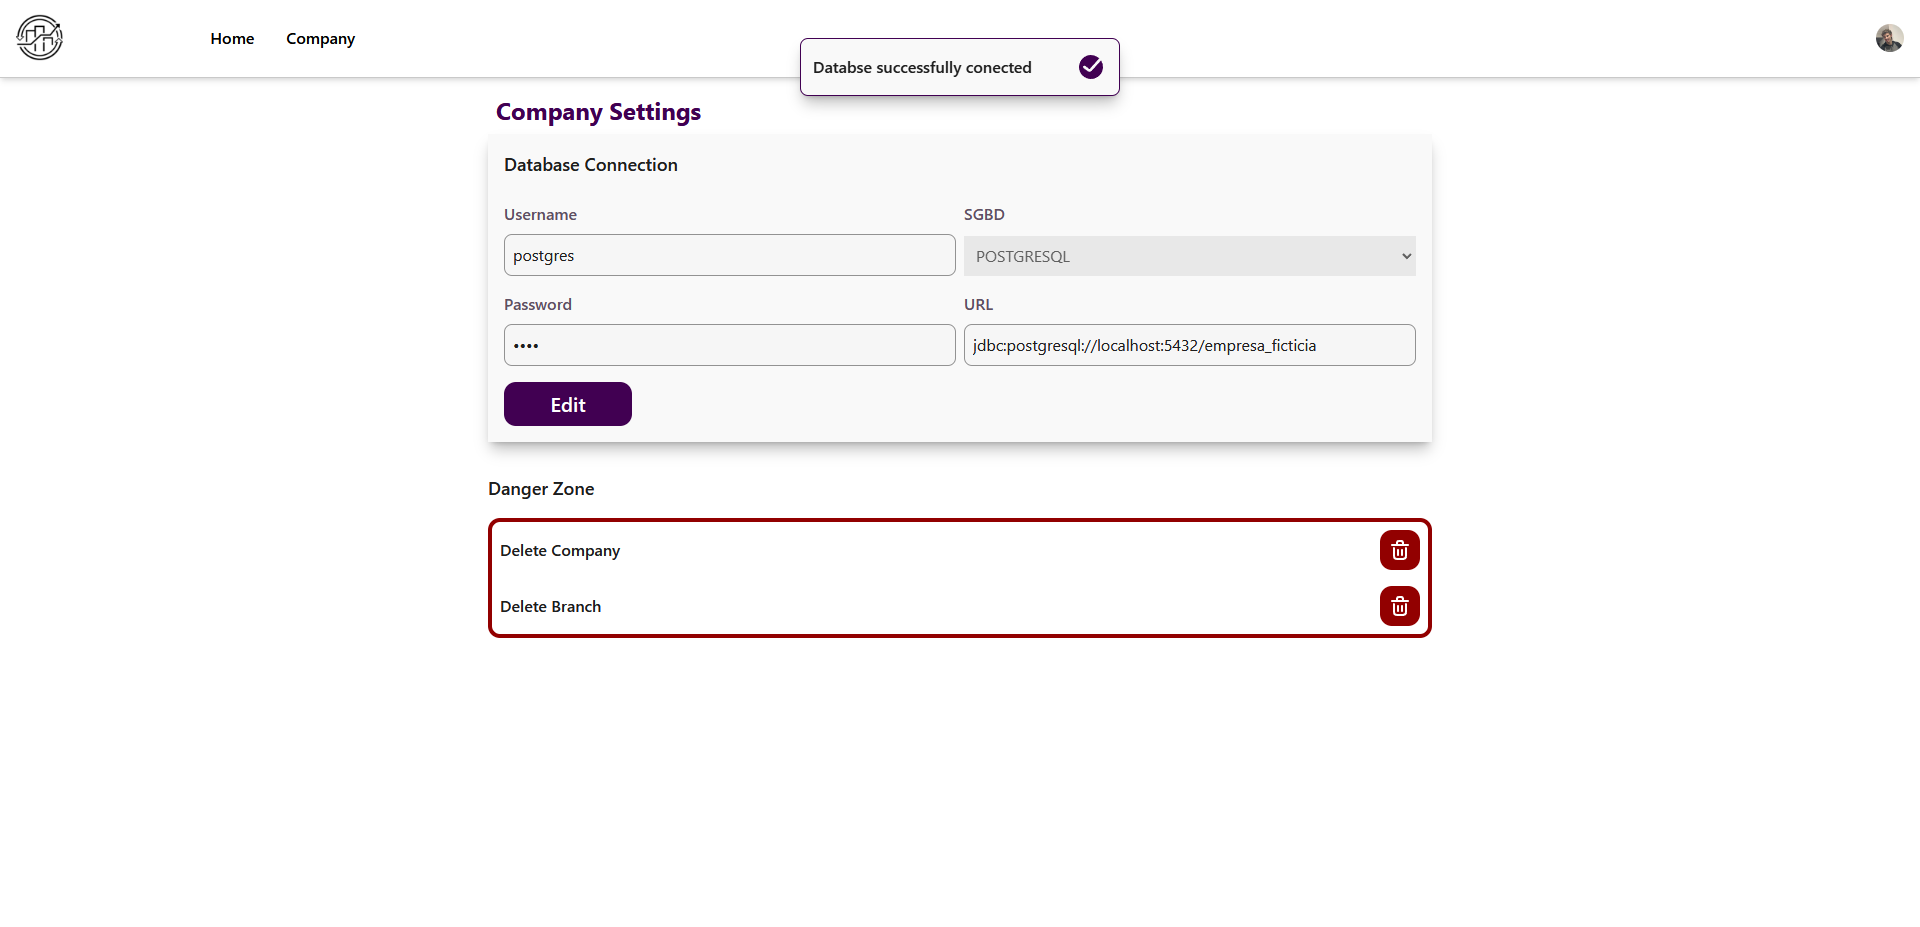 Home
Company
Databse successfully conected
Company Settings
Database Connection
Username
SGBD
postgres
POSTGRESQL
Password
URL
••••
jdbc:postgresql://localhost:5432/empresa_ficticia
Edit
Danger Zone
Delete Company
Delete Branch